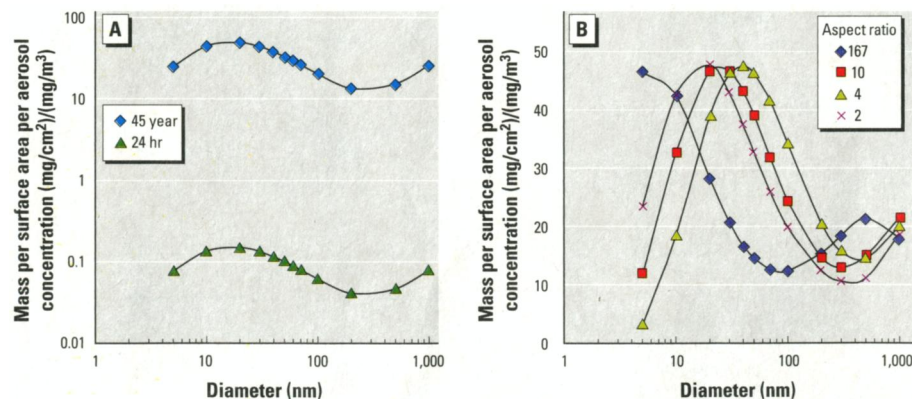 A
Mass per surface area per aerosol
concentration (mg/cm²)/(mg/m³)
100
10
1
0.1
0.01
45 year
24 hr
1
10
100
1,000
Diameter (nm)
B
Mass per surface area per aerosol
concentration (mg/cm²)/(mg/m³)
50
40
30
20
10
0
Aspect ratio
167
10
4
2
1
10
100
1,000
Diameter (nm)